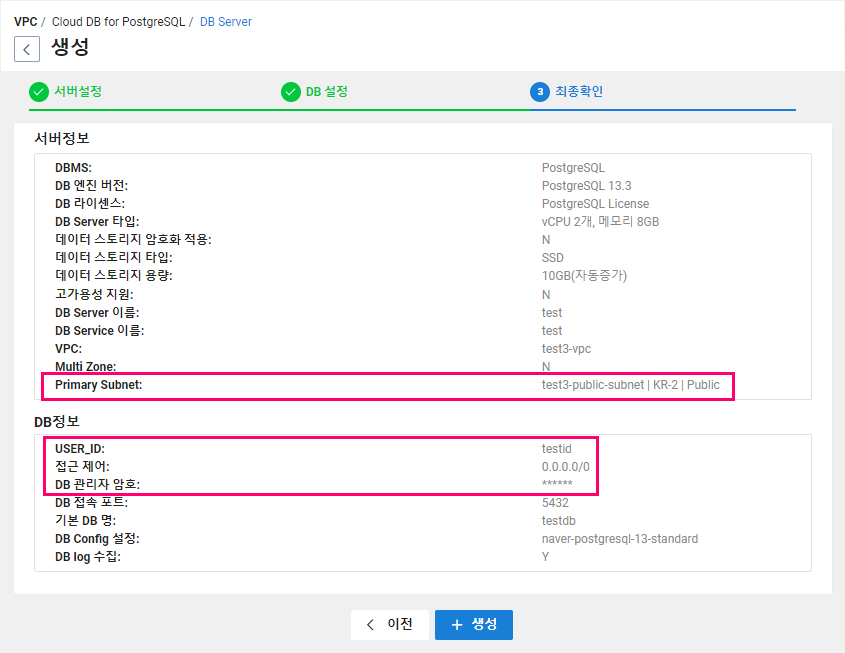 VPC / Cloud DB for PostgreSQL / DB Server
생성
서버설정 DB 설정 3 최종확인
서버정보
DBMS: PostgreSQL
DB 엔진 버전: PostgreSQL 13.3
DB 라이센스: PostgreSQL License
DB Server 타입: vCPU 2개, 메모리 8GB
데이터 스토리지 암호화 적용: N
데이터 스토리지 타입: SSD
데이터 스토리지 용량: 10GB(자동증가)
고가용성 지원: N
DB Server 이름: test
DB Service 이름: test
VPC: test3-vpc
Multi Zone: N
Primary Subnet: test3-public-subnet | KR-2 | Public
DB정보
USER_ID: testid
접근 제어: 0.0.0.0/0
DB 관리자 암호: ******
DB 접속 포트: 5432
기본 DB 명: testdb
DB Config 설정: naver-postgresql-13-standard
DB log 수집: Y
이전 생성